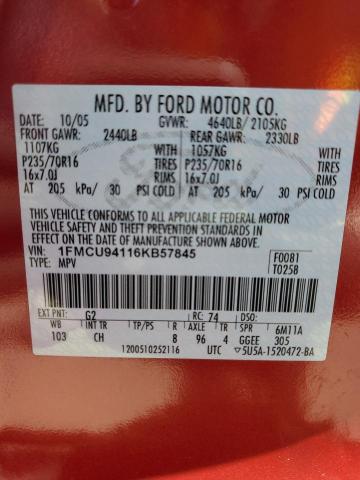 MFD. BY FORD MOTOR CO.
DATE: 10/05 GVWR: 4640LB/ 2105KG
FRONT GAWR: 2440LB REAR GAWR: 2330LB
1107KG WITH 1057KG WITH
P235/70R16 TIRES P235/70R16 TIRES
16x7.0J RIMS 16x7.0J RIMS
AT 205 kPa/ 30 PSI COLD AT 205 kPa/ 30 PSI COLD
THIS VEHICLE CONFORMS TO ALL APPLICABLE FEDERAL MOTOR
VEHICLE SAFETY AND THEFT PREVENTION STANDARDS IN EFFECT ON THE DATE OF MANUFACTURE SHOWN ABOVE.
VIN: 1FMCU94116KB57845 F0081
TYPE: MPV T0258
EXT PNT: G2 RC: 74 DSO:
WB INT TR TP/PS R AXLE TR SPR 6M11A
103 CH 8 96 4 GGEE 305
1200510252116 UTC 5U5A-1520472-BA